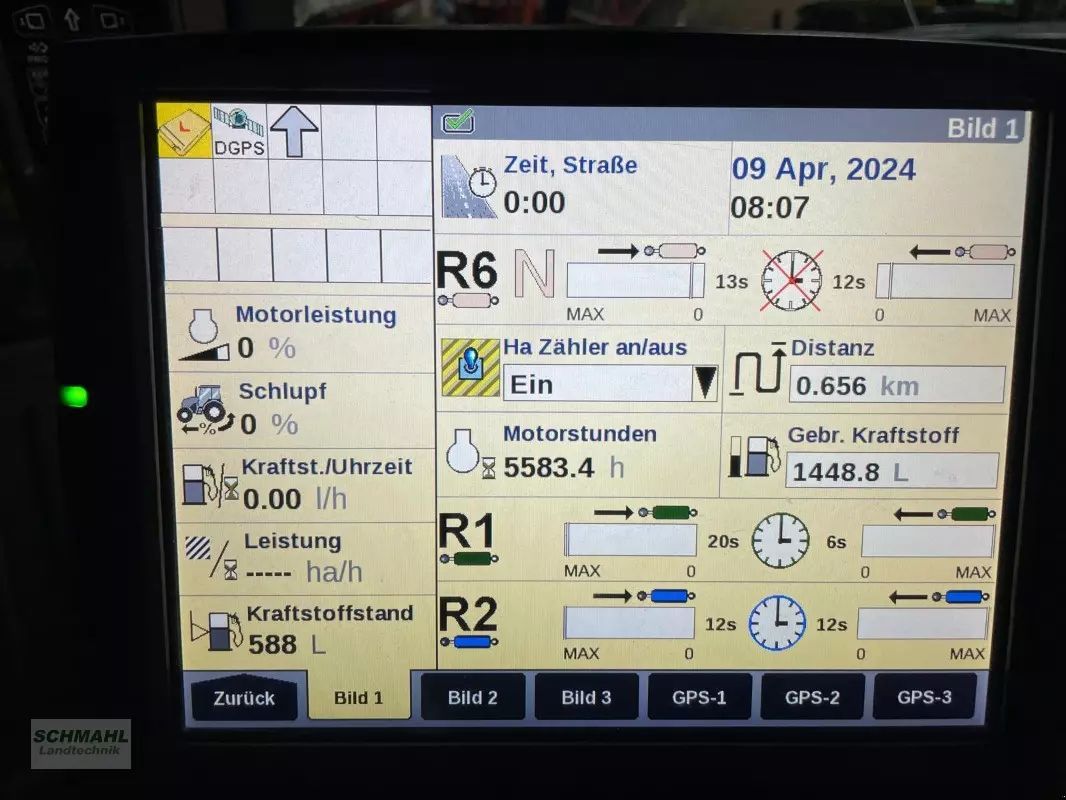 DGPS
Bild 1
Zeit, Straße
0:00
09 Apr, 2024
08:07
R6
N
MAX
0
13s
12s
0
MAX
Motorleistung
0 %
Schlupf
%
0 %
Kraftst./Uhrzeit
0.00 l/h
Leistung
----- ha/h
Kraftstoffstand
588 L
Ha Zähler an/aus
Ein
Distanz
0.656 km
Motorstunden
5583.4 h
Gebr. Kraftstoff
1448.8 L
R1
MAX
0
20s
6s
0
MAX
R2
MAX
0
12s
12s
0
MAX
Zurück
Bild 1
Bild 2
Bild 3
GPS-1
GPS-2
GPS-3
SCHMAHL
Landtechnik